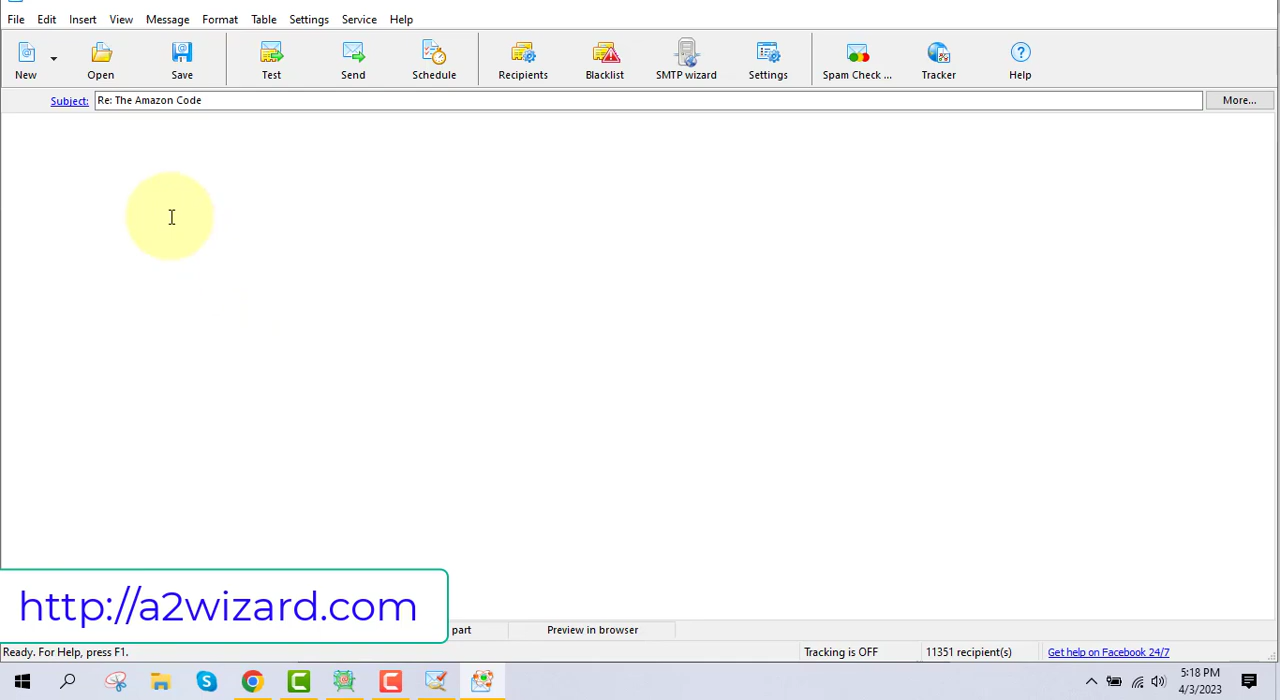 File Edit Insert View Message Format Table Settings Service Help
New Open Save Test Send Schedule Recipients Blacklist SMTP wizard Settings Spam Check ... Tracker Help
Subject: Re: The Amazon Code More...
http://a2wizard.com
part Preview in browser
Ready. For Help, press F1. Tracking is OFF 11351 recipient(s) Get help on Facebook 24/7
5:18 PM
4/3/2023